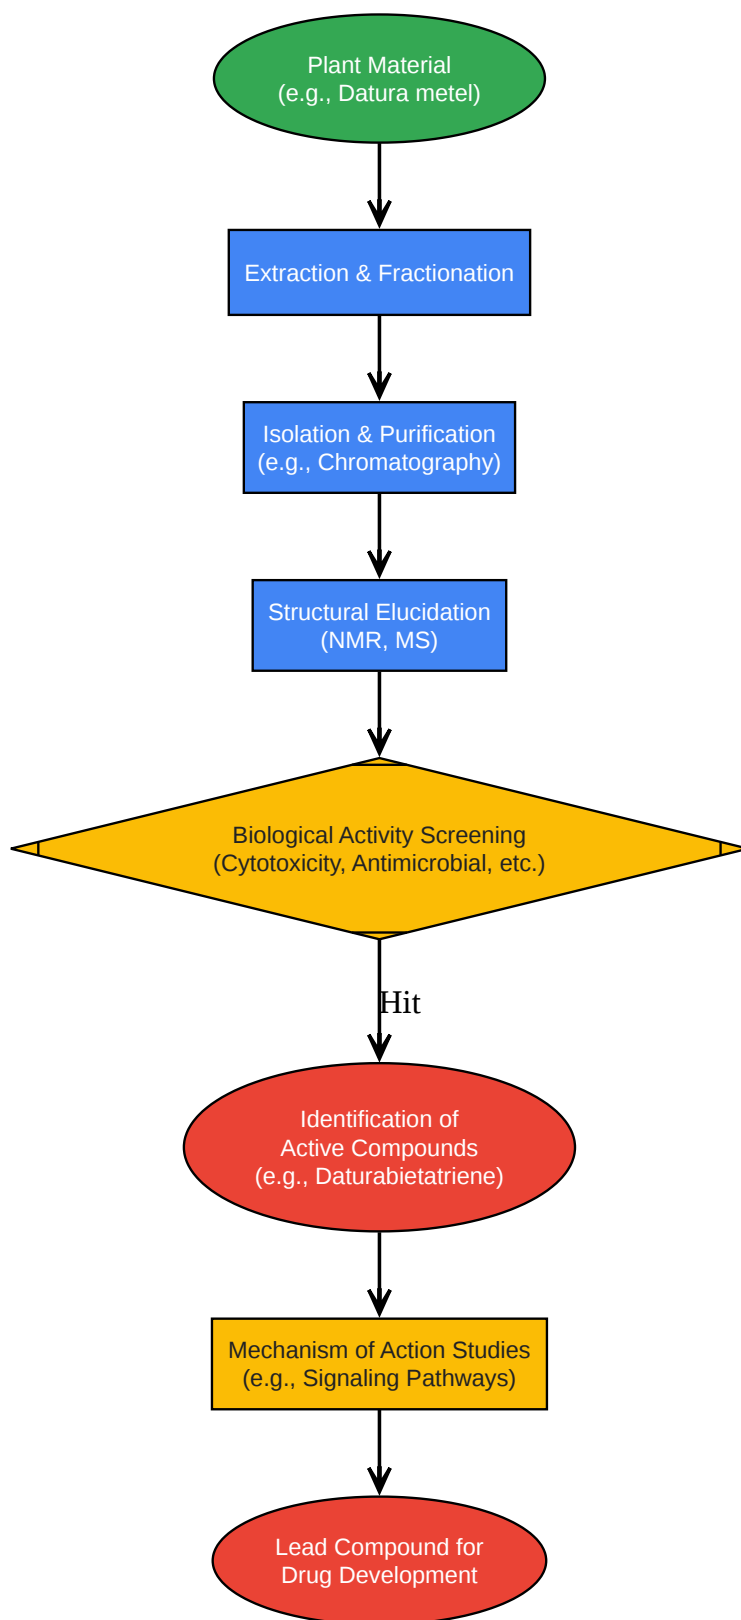 Plant Material
(e.g., Datura metel)
Extraction & Fractionation
Isolation & Purification
(e.g., Chromatography)
Structural Elucidation
(NMR, MS)
Biological Activity Screening
(Cytotoxicity, Antimicrobial, etc.)
Hit
Identification of
Active Compounds
(e.g., Daturabietatriene)
Mechanism of Action Studies
(e.g., Signaling Pathways)
Lead Compound for
Drug Development